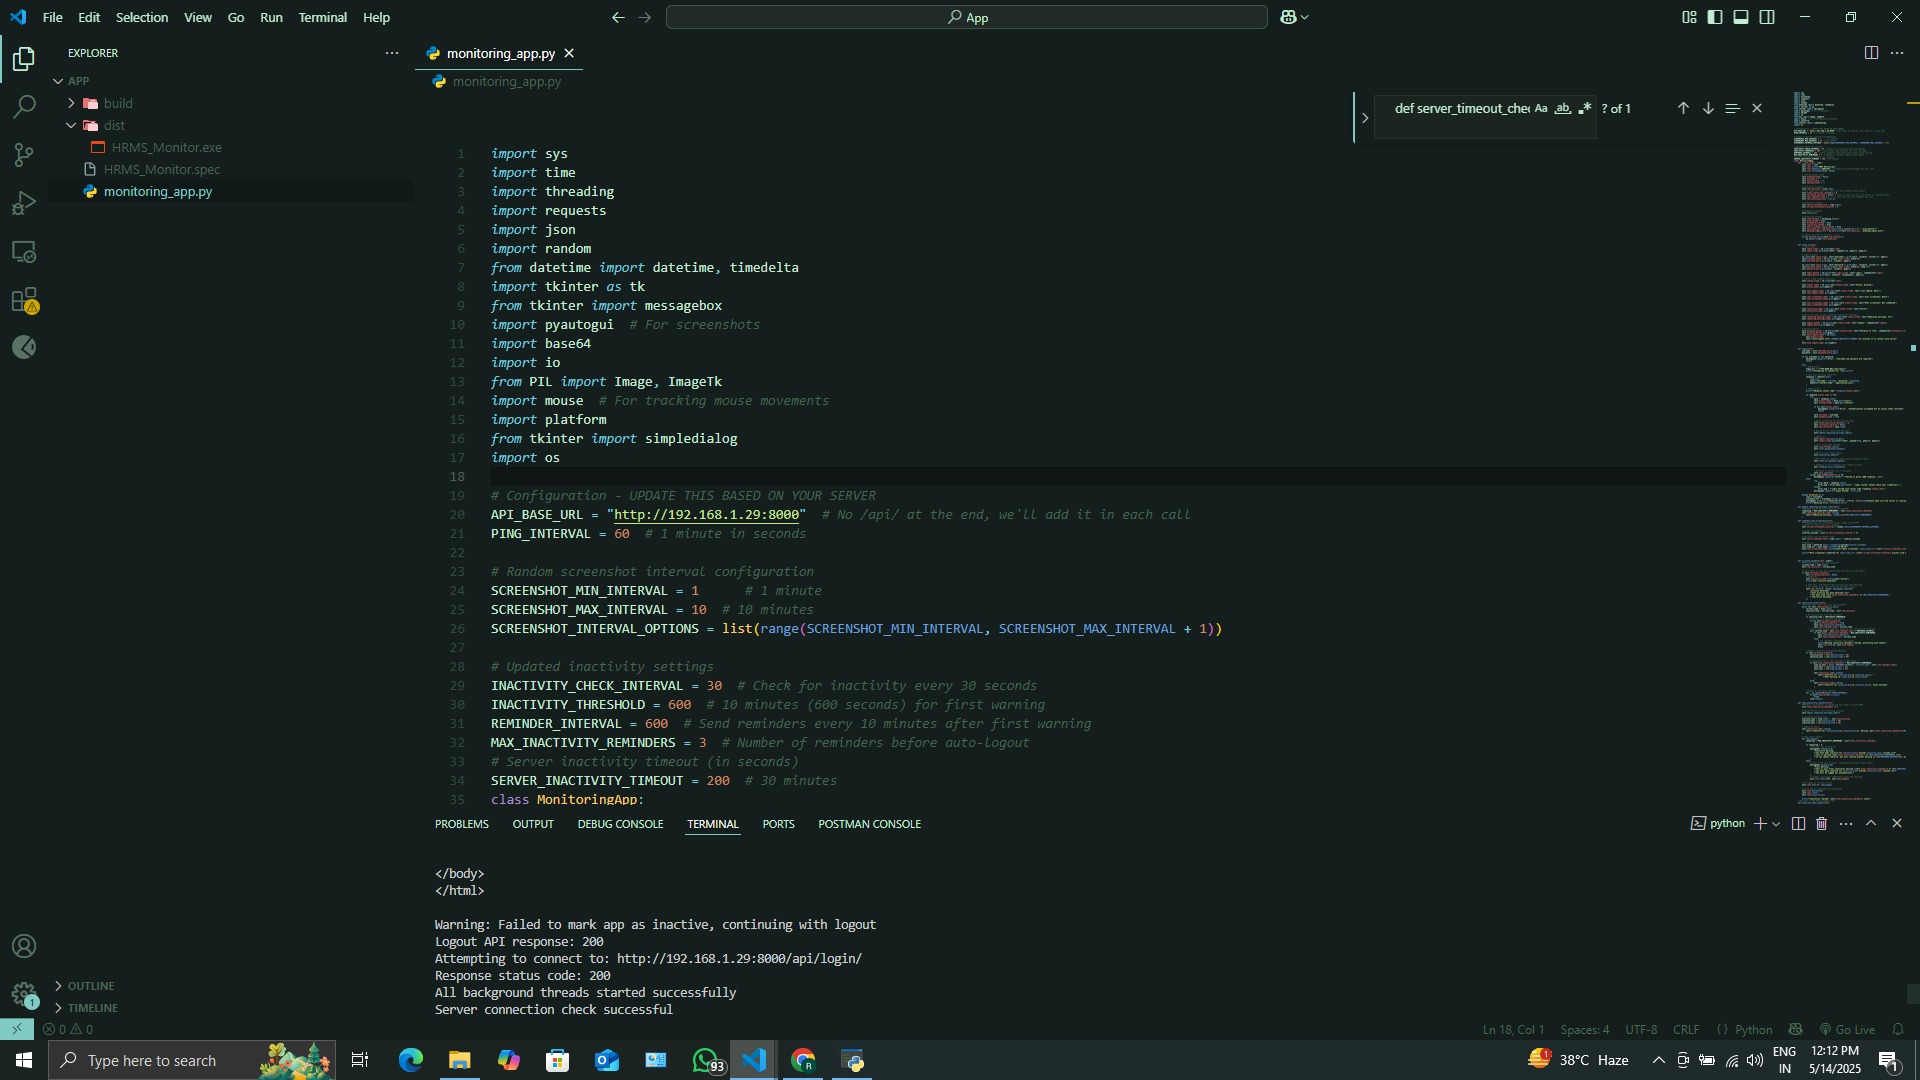 File Edit Selection View Go Run Terminal Help
App
EXPLORER
monitoring_app.py
APP
monitoring_app.py
build
dist
HRMS_Monitor.exe
HRMS_Monitor.spec
monitoring_app.py
def server_timeout_chec
Aa ab .* ? of 1
1 import sys
2 import time
3 import threading
4 import requests
5 import json
6 import random
7 from datetime import datetime, timedelta
8 import tkinter as tk
9 from tkinter import messagebox
10 import pyautogui  # For screenshots
11 import base64
12 import io
13 from PIL import Image, ImageTk
14 import mouse  # For tracking mouse movements
15 import platform
16 from tkinter import simpledialog
17 import os
18
19 # Configuration - UPDATE THIS BASED ON YOUR SERVER
20 API_BASE_URL = "http://192.168.1.29:8000"  # No /api/ at the end, we'll add it in each call
21 PING_INTERVAL = 60  # 1 minute in seconds
22
23 # Random screenshot interval configuration
24 SCREENSHOT_MIN_INTERVAL = 1      # 1 minute
25 SCREENSHOT_MAX_INTERVAL = 10  # 10 minutes
26 SCREENSHOT_INTERVAL_OPTIONS = list(range(SCREENSHOT_MIN_INTERVAL, SCREENSHOT_MAX_INTERVAL + 1))
27
28 # Updated inactivity settings
29 INACTIVITY_CHECK_INTERVAL = 30  # Check for inactivity every 30 seconds
30 INACTIVITY_THRESHOLD = 600  # 10 minutes (600 seconds) for first warning
31 REMINDER_INTERVAL = 600  # Send reminders every 10 minutes after first warning
32 MAX_INACTIVITY_REMINDERS = 3  # Number of reminders before auto-logout
33 # Server inactivity timeout (in seconds)
34 SERVER_INACTIVITY_TIMEOUT = 200  # 30 minutes
35 class MonitoringApp:
PROBLEMS OUTPUT DEBUG CONSOLE TERMINAL PORTS POSTMAN CONSOLE
python
</body>
</html>
Warning: Failed to mark app as inactive, continuing with logout
Logout API response: 200
Attempting to connect to: http://192.168.1.29:8000/api/login/
Response status code: 200
All background threads started successfully
Server connection check successful
OUTLINE
TIMELINE
1
0 0
Ln 18, Col 1 Spaces: 4 UTF-8 CRLF {} Python Go Live
Type here to search
93
1
38°C Haze
ENG
IN
12:12 PM
5/14/2025
1